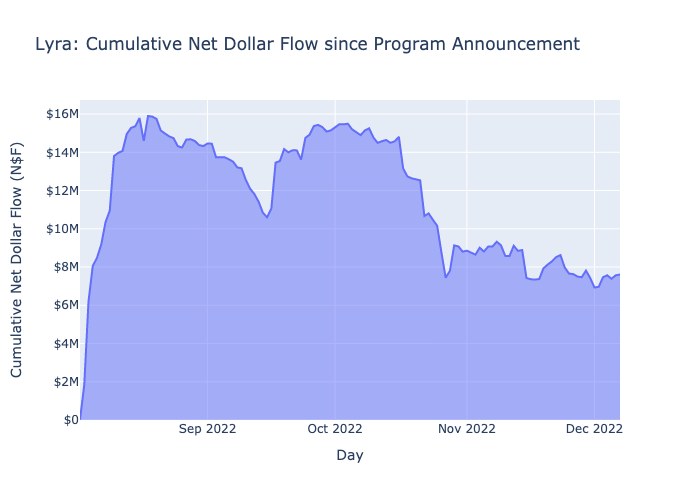 Lyra: Cumulative Net Dollar Flow since Program Announcement
Cumulative Net Dollar Flow (N$F)
$16M
$14M
$12M
$10M
$8M
$6M
$4M
$2M
$0
Sep 2022
Oct 2022
Nov 2022
Dec 2022
Day